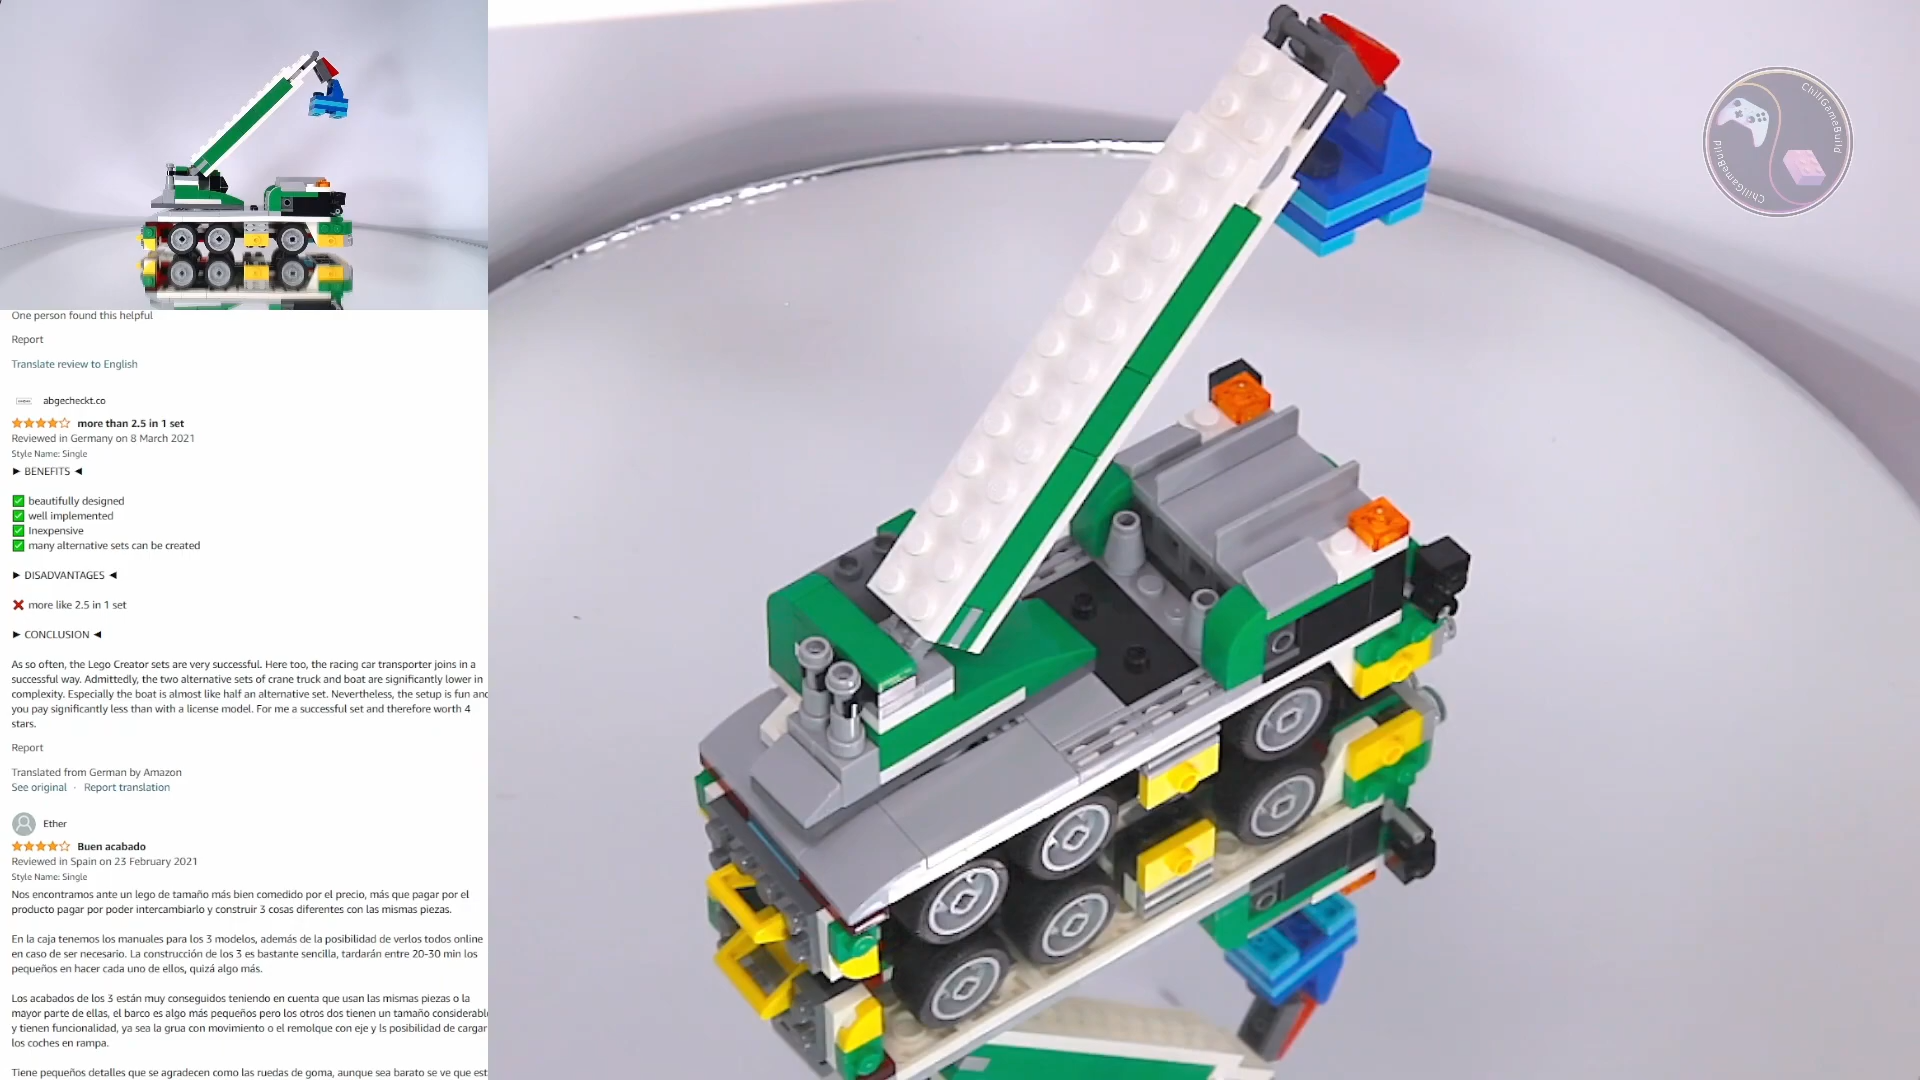 One person found this helpful
Report
Translate review to English
abgecheckt.co
more than 2.5 in 1 set
Reviewed in Germany on 8 March 2021
Style Name: Single
► BENEFITS ◄
✅ beautifully designed
✅ well implemented
✅ Inexpensive
✅ many alternative sets can be created
► DISADVANTAGES ◄
❌ more like 2.5 in 1 set
► CONCLUSION ◄
As so often, the Lego Creator sets are very successful. Here too, the racing car transporter joins in a
successful way. Admittedly, the two alternative sets of crane truck and boat are significantly lower in
complexity. Especially the boat is almost like half an alternative set. Nevertheless, the setup is fun and
you pay significantly less than with a license model. For me a successful set and therefore worth 4
stars.
Report
Translated from German by Amazon
See original · Report translation
Ether
Buen acabado
Reviewed in Spain on 23 February 2021
Style Name: Single
Nos encontramos ante un lego de tamaño más bien comedido por el precio, más que pagar por el
producto pagar por poder intercambiarlo y construir 3 cosas diferentes con las mismas piezas.
En la caja tenemos los manuales para los 3 modelos, además de la posibilidad de verlos todos online
en caso de ser necesario. La construcción de los 3 es bastante sencilla, tardarán entre 20-30 min los
pequeños en hacer cada uno de ellos, quizá algo más.
Los acabados de los 3 están muy conseguidos teniendo en cuenta que usan las mismas piezas o la
mayor parte de ellas, el barco es algo más pequeños pero los otros dos tienen un tamaño considerabl
y tienen funcionalidad, ya sea la grua con movimiento o el remolque con eje y ls posibilidad de cargar
los coches en rampa.
Tiene pequeños detalles que se agradecen como las ruedas de goma, aunque sea barato se ve que est
ChillGameBuild
ChillGameBuild